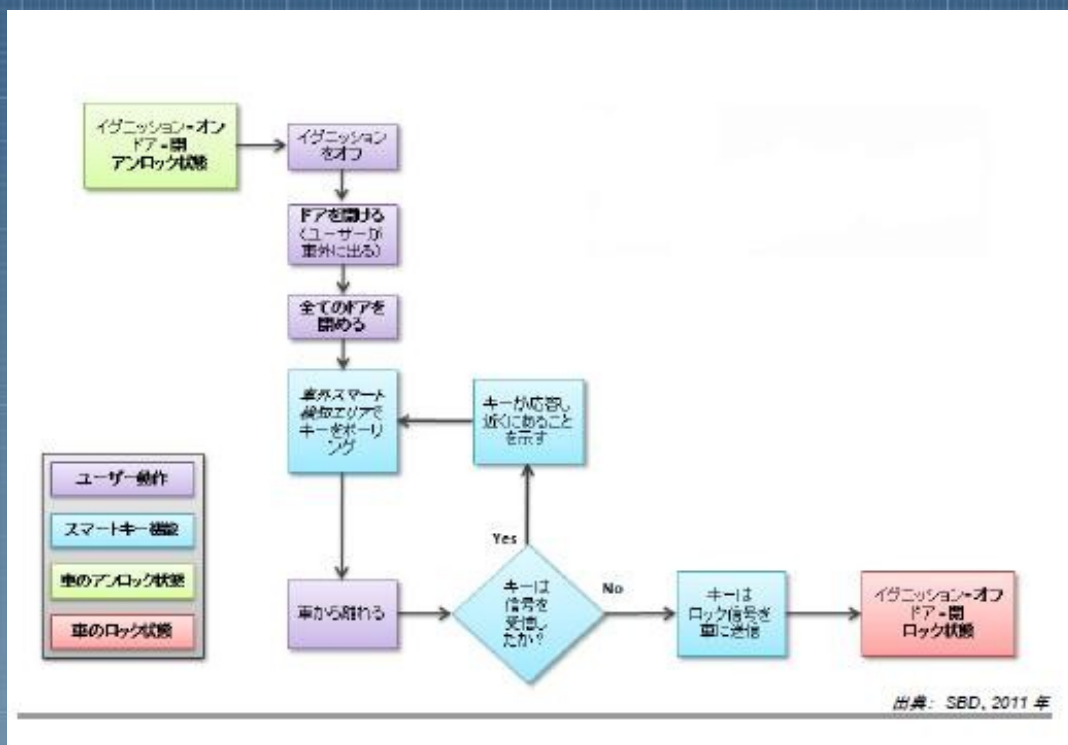 イグニッション=オン
ドア=閉
アンロック状態
イグニッション
をオフ
ドアを開ける
（ユーザーが
車外に出る）
全てのドアを
閉める
車外スマート
検知エリアで
キーをポーリ
ング
キーが応答し
近くにあること
を示す
ユーザー動作
スマートキー機能
車のアンロック状態
車のロック状態
車から離れる
Yes
キーは
信号を
受信し
たか?
No
キーは
ロック信号を
車に送信
イグニッション=オフ
ドア=閉
ロック状態
出典: SBD, 2011 年